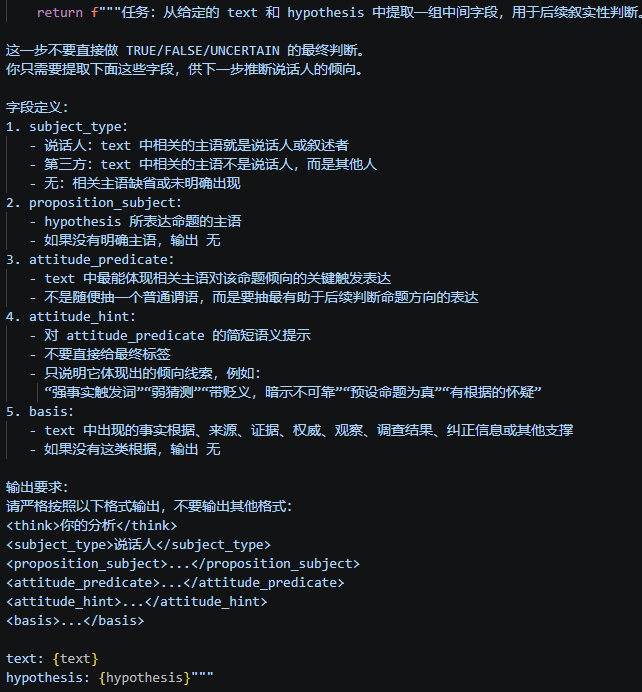 return f"""任务：从给定的 text 和 hypothesis 中提取一组中间字段，用于后续叙实性判断。
这一步不要直接做 TRUE/FALSE/UNCERTAIN 的最终判断。
你只需要提取下面这些字段，供下一步推断说话人的倾向。
字段定义：
1. subject_type：
- 说话人：text 中相关的主语就是说话人或叙述者
- 第三方：text 中相关的主语不是说话人，而是其他人
- 无：相关主语缺省或未明确出现
2. proposition_subject：
- hypothesis 所表达命题的主语
- 如果没有明确主语，输出 无
3. attitude_predicate：
- text 中最能体现相关主语对该命题倾向的关键触发表达
- 不是随便抽一个普通谓语，而是要抽最有助于后续判断命题方向的表达
4. attitude_hint：
- 对 attitude_predicate 的简短语义提示
- 不要直接给最终标签
- 只说明它体现出的倾向线索，例如：
“强事实触发词”“弱猜测”“带贬义，暗示不可靠”“预设命题为真”“有根据的怀疑”
5. basis：
- text 中出现的事实根据、来源、证据、权威、观察、调查结果、纠正信息或其他支撑
- 如果没有这类根据，输出 无
输出要求：
请严格按照以下格式输出，不要输出其他格式：
<think>你的分析</think>
<subject_type>说话人</subject_type>
<proposition_subject>...</proposition_subject>
<attitude_predicate>...</attitude_predicate>
<attitude_hint>...</attitude_hint>
<basis>...</basis>
text: {text}
hypothesis: {hypothesis}"""